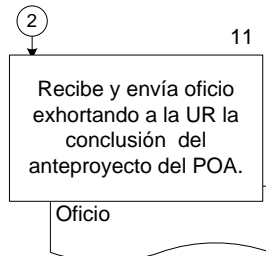 2
11
Recibe y envía oficio
exhortando a la UR la
conclusión del
anteproyecto del POA.
Oficio